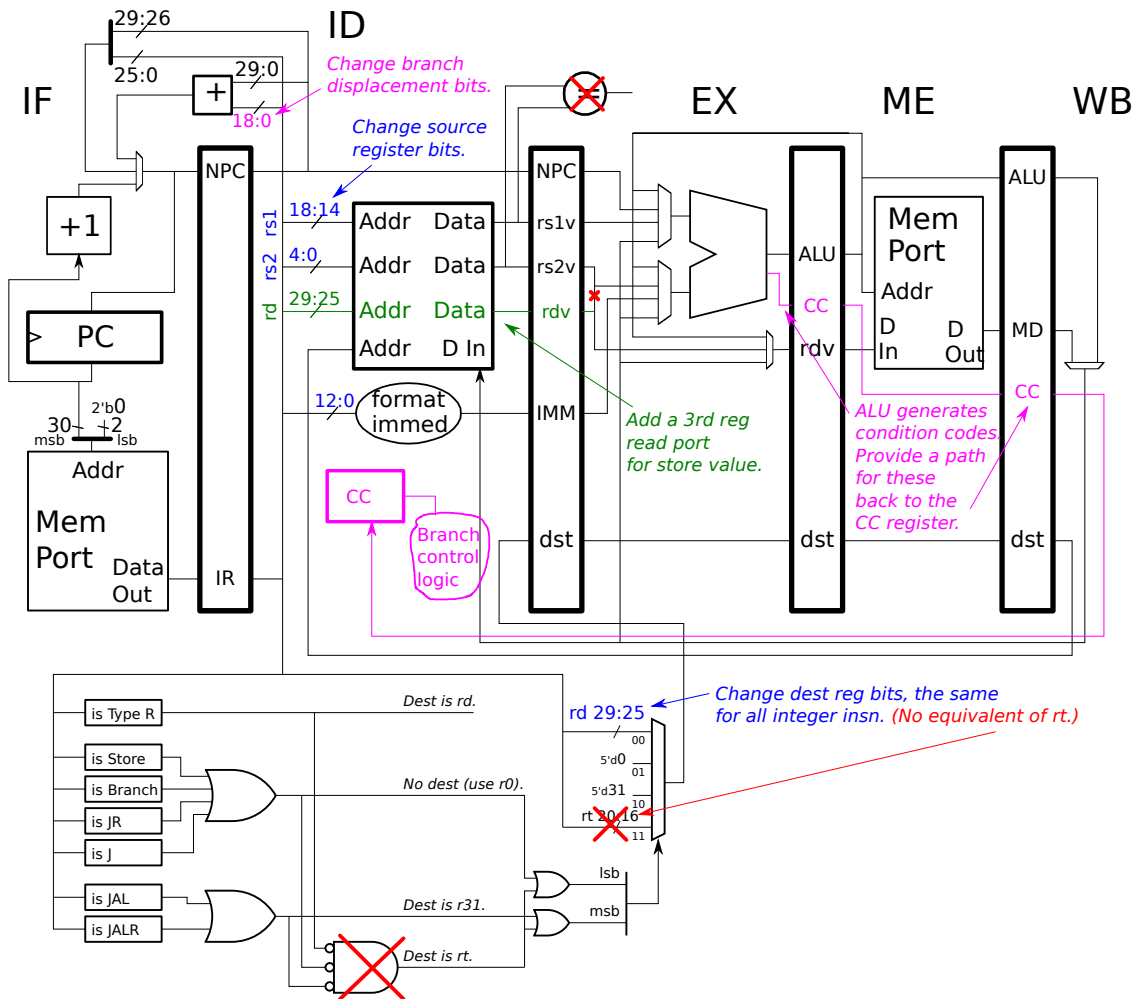 29:26
ID
25:0
29:0
+
18:0
Change branch
displacement bits.
IF
EX
ME
WB
=
Change source
register bits.
NPC
NPC
ALU
+1
rs1
18:14
Addr
Data
rs1v
Mem
Port
rs2
4:0
Addr
Data
rs2v
ALU
Addr
rd
29:25
Addr
Data
rdv
CC
PC
Addr
D In
rdv
D
In
D
Out
MD
2'b0
30
2
msb
lsb
12:0
format
immed
IMM
CC
Addr
Mem
Port
Data
Out
Add a 3rd reg
read port
for store value.
ALU generates
condition codes.
Provide a path
for these
back to the
CC register.
CC
Branch
control
logic
dst
dst
dst
IR
is Type R
Dest is rd.
rd 29:25
Change dest reg bits, the same
for all integer insn. (No equivalent of rt.)
00
5'd0
01
5'd31
10
rt 20:16
11
is Store
is Branch
is JR
is J
No dest (use r0).
is JAL
is JALR
Dest is r31.
Dest is rt.
lsb
msb